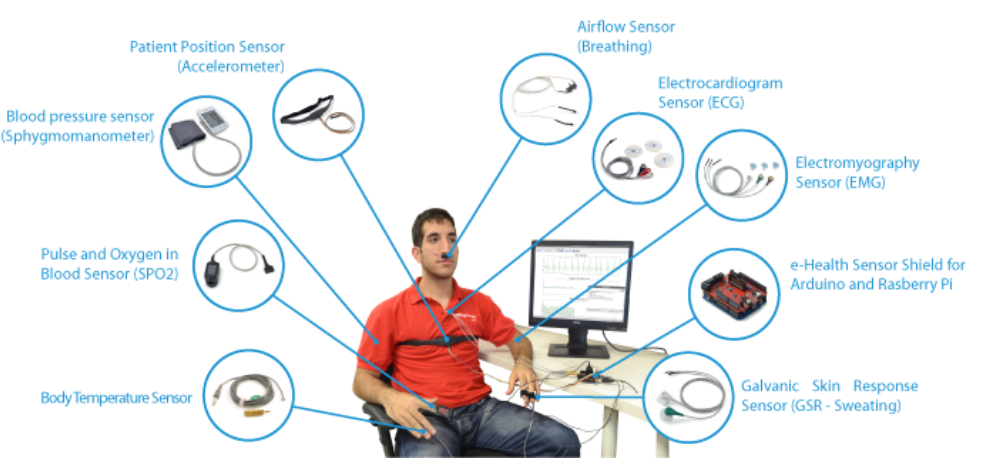 Airflow Sensor
(Breathing)
Patient Position Sensor
(Accelerometer)
Electrocardiogram
Sensor (ECG)
Blood pressure sensor
(Sphygmomanometer)
Electromyography
Sensor (EMG)
Pulse and Oxygen in
Blood Sensor (SPO2)
e-Health Sensor Shield for
Arduino and Rasberry Pi
Body Temperature Sensor
Galvanic Skin Response
Sensor (GSR - Sweating)